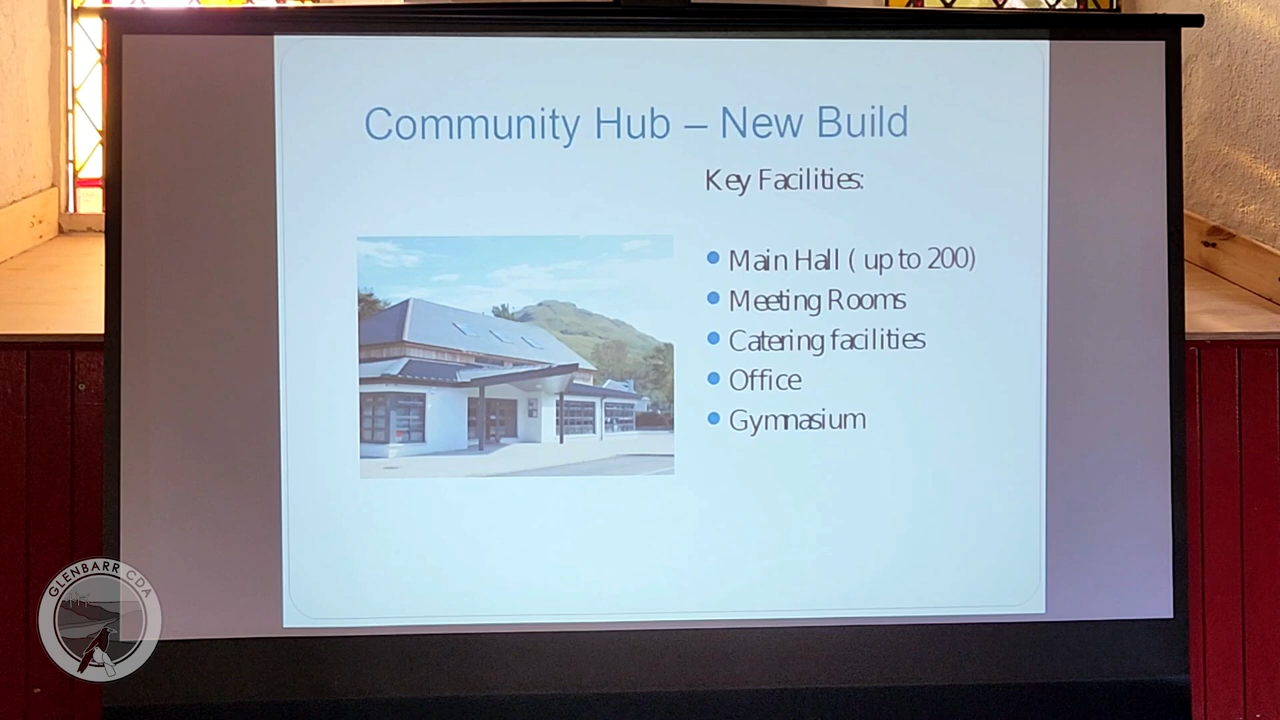 Community Hub – New Build
Key Facilities:
Main Hall ( up to 200)
Meeting Rooms
Catering facilities
Office
Gymnasium
GLENBARR CDA